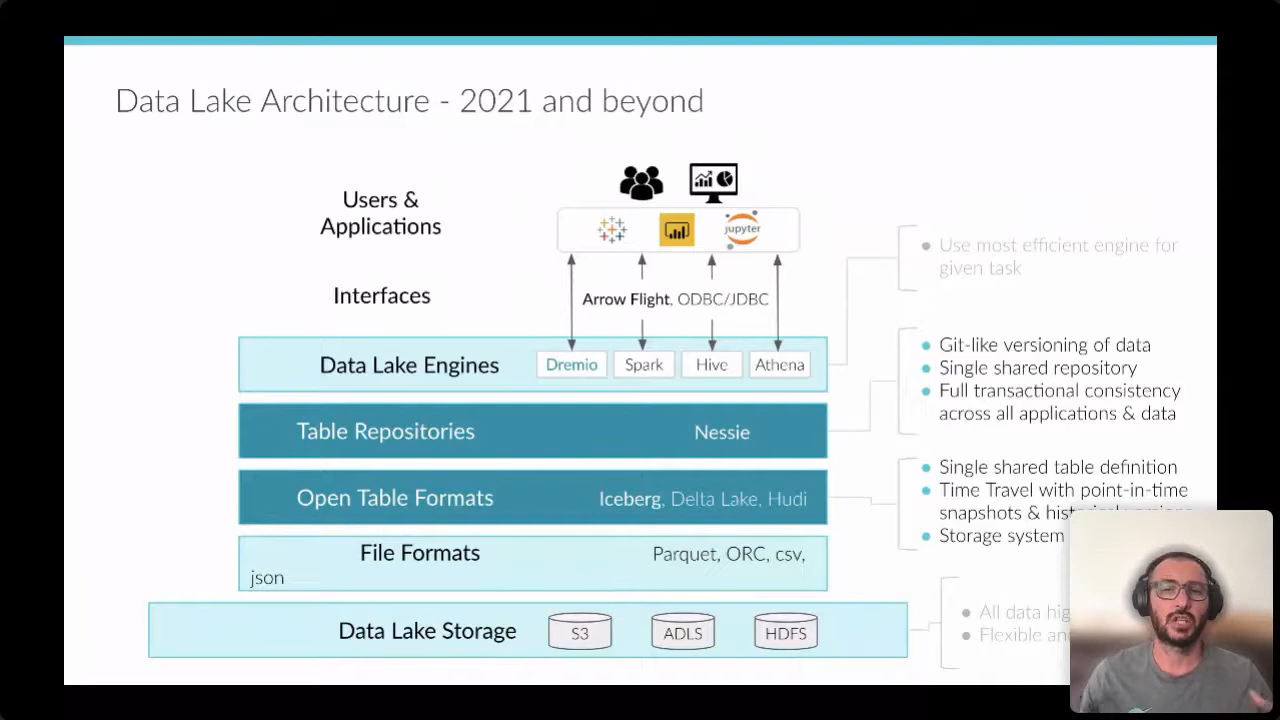 Data Lake Architecture - 2021 and beyond
Users &
Applications
jupyter
Interfaces
Arrow Flight, ODBC/JDBC
Data Lake Engines
Dremio
Spark
Hive
Athena
Table Repositories
Nessie
Open Table Formats
Iceberg, Delta Lake, Hudi
File Formats
Parquet, ORC, csv,
json
Data Lake Storage
S3
ADLS
HDFS
Use most efficient engine for
given task
Git-like versioning of data
Single shared repository
Full transactional consistency
across all applications & data
Single shared table definition
Time Travel with point-in-time
snapshots &
Storage system
All data
Flexible